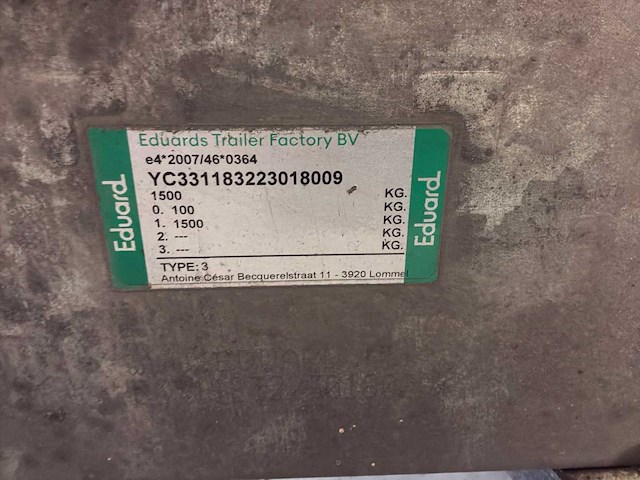 Eduards Trailer Factory BV
e4*2007/46*0364
YC331183223018009
1500 KG.
0. 100 KG.
1. 1500 KG.
2. --- KG.
3. --- KG.
TYPE: 3
Antoine César Becquerelstraat 11 - 3920 Lommel
Eduard
Eduard